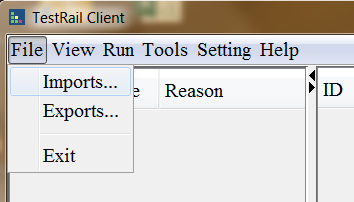 TestRail Client
File View Run Tools Setting Help
Imports...
Reason
ID
Exports...
Exit